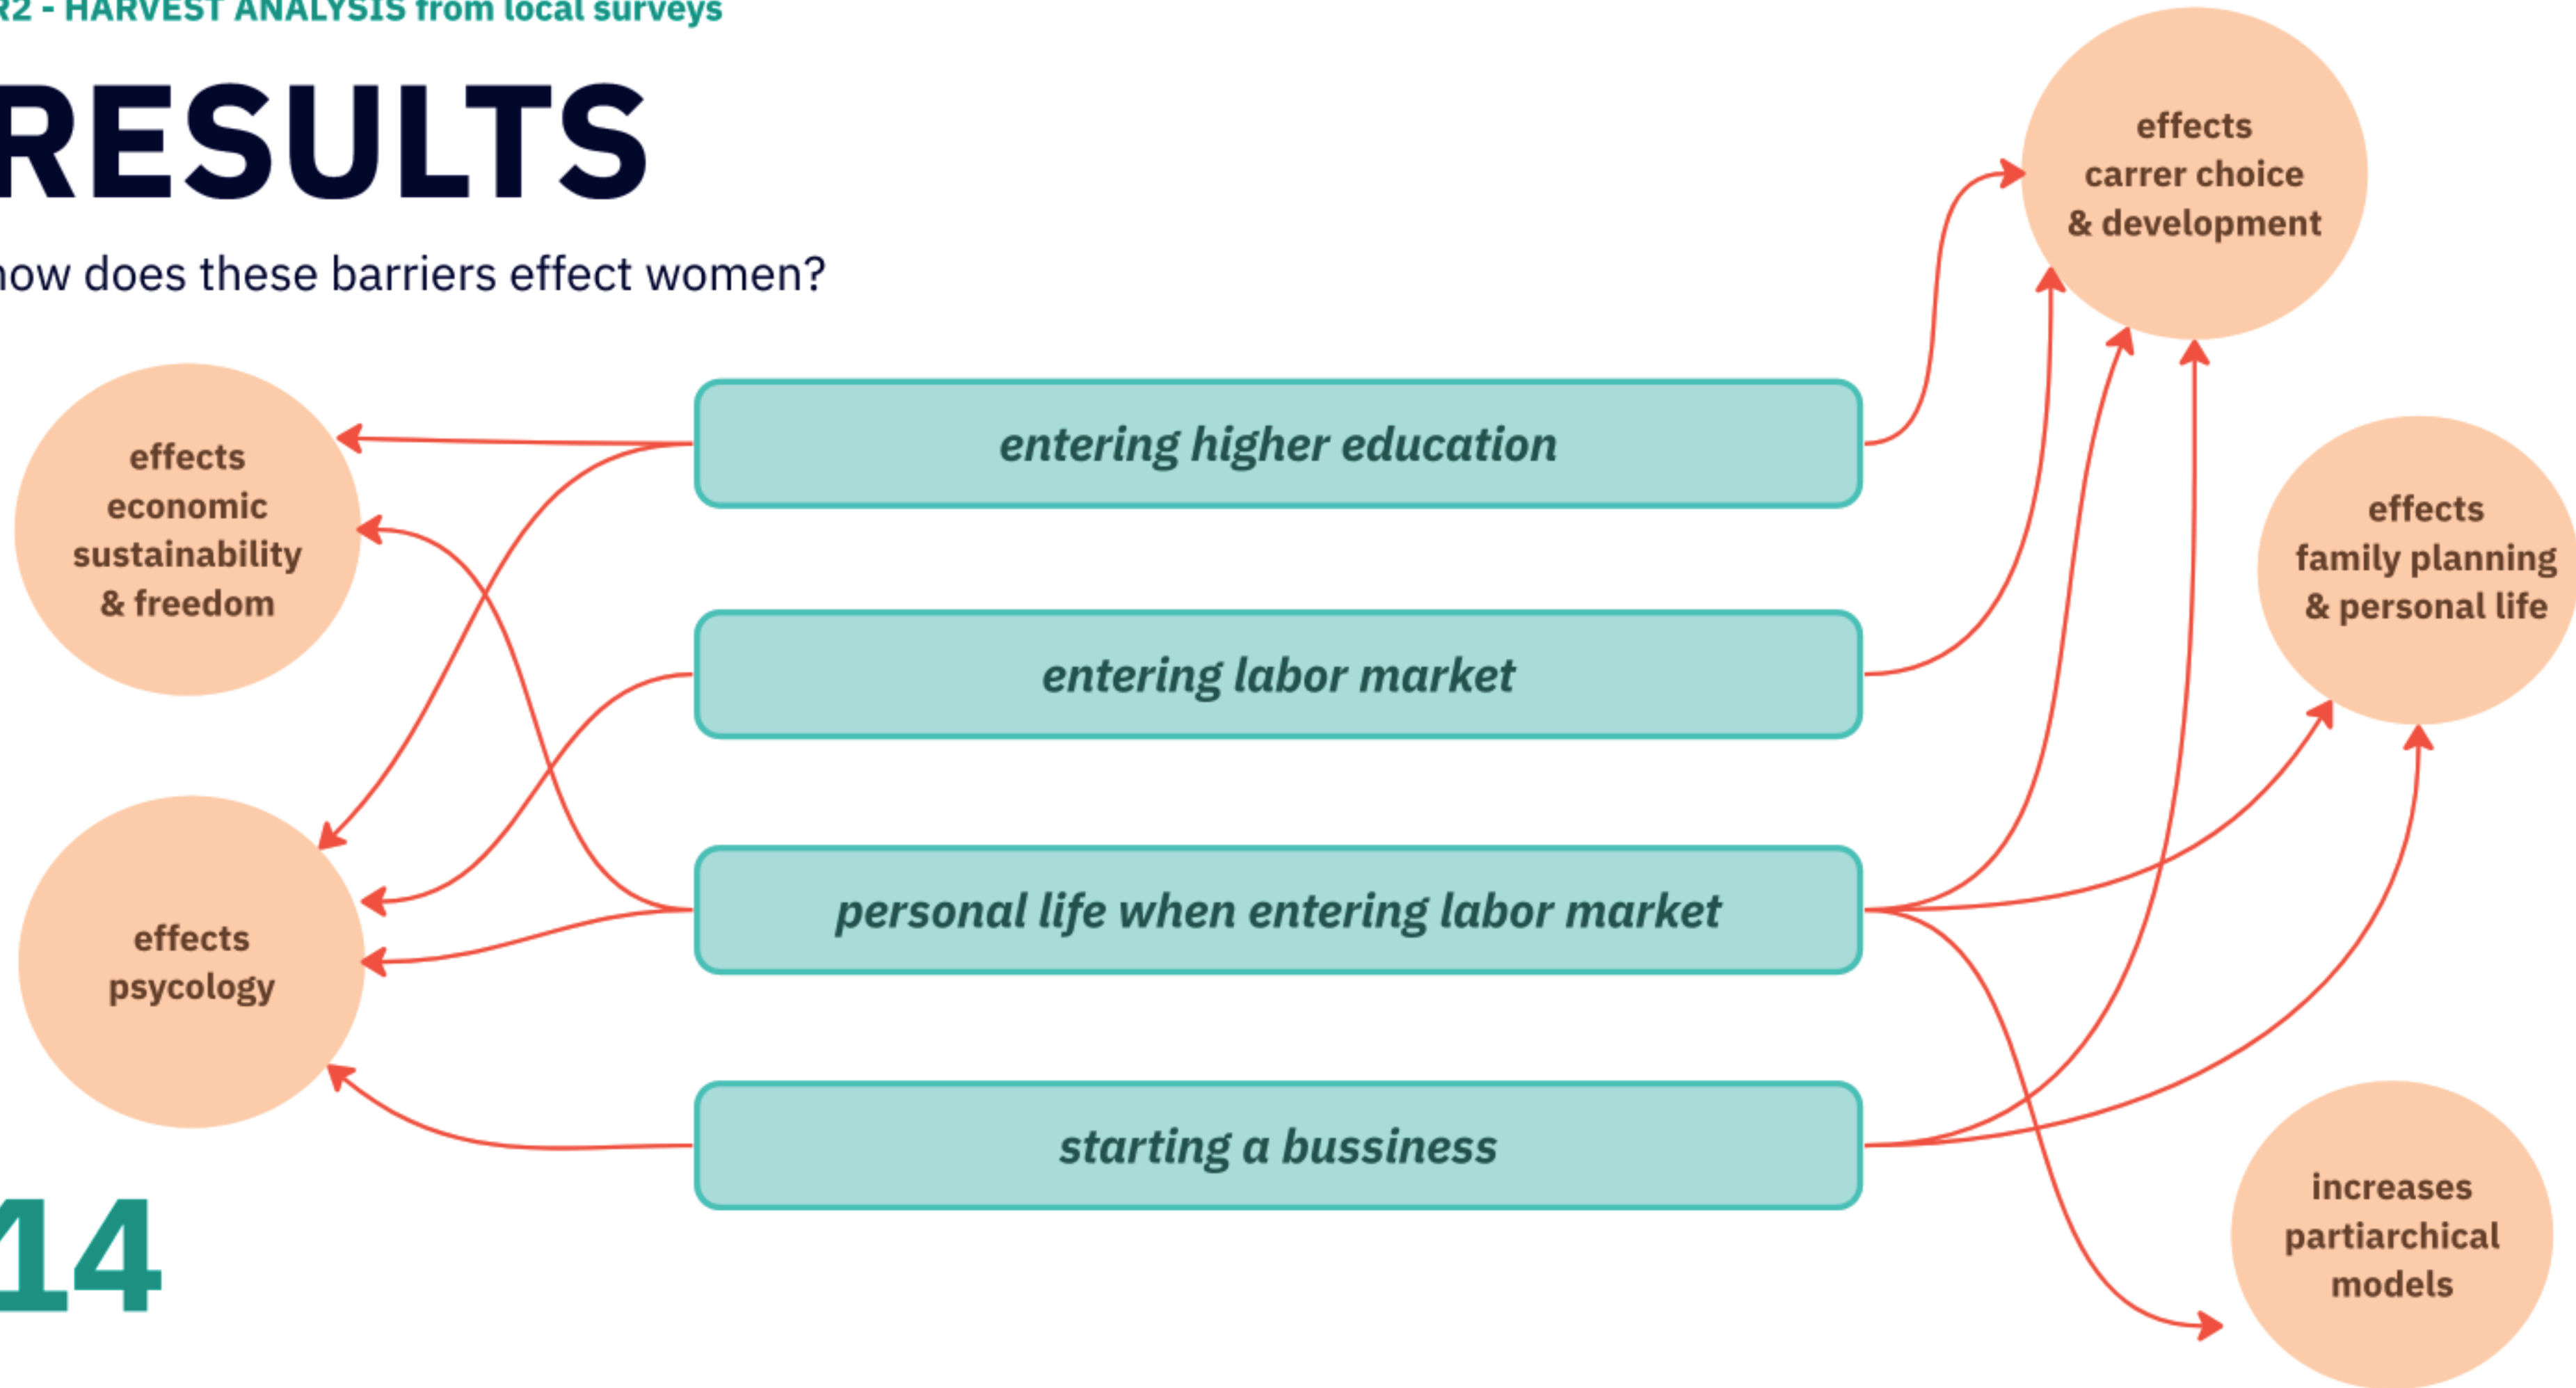 R2 - HARVEST ANALYSIS from local surveys
RESULTS
how does these barriers effect women?
effects
carrer choice
& development
effects
economic
sustainability
& freedom
entering higher education
effects
family planning
& personal life
entering labor market
effects
psycology
personal life when entering labor market
starting a bussiness
increases
partiarchical
models
14